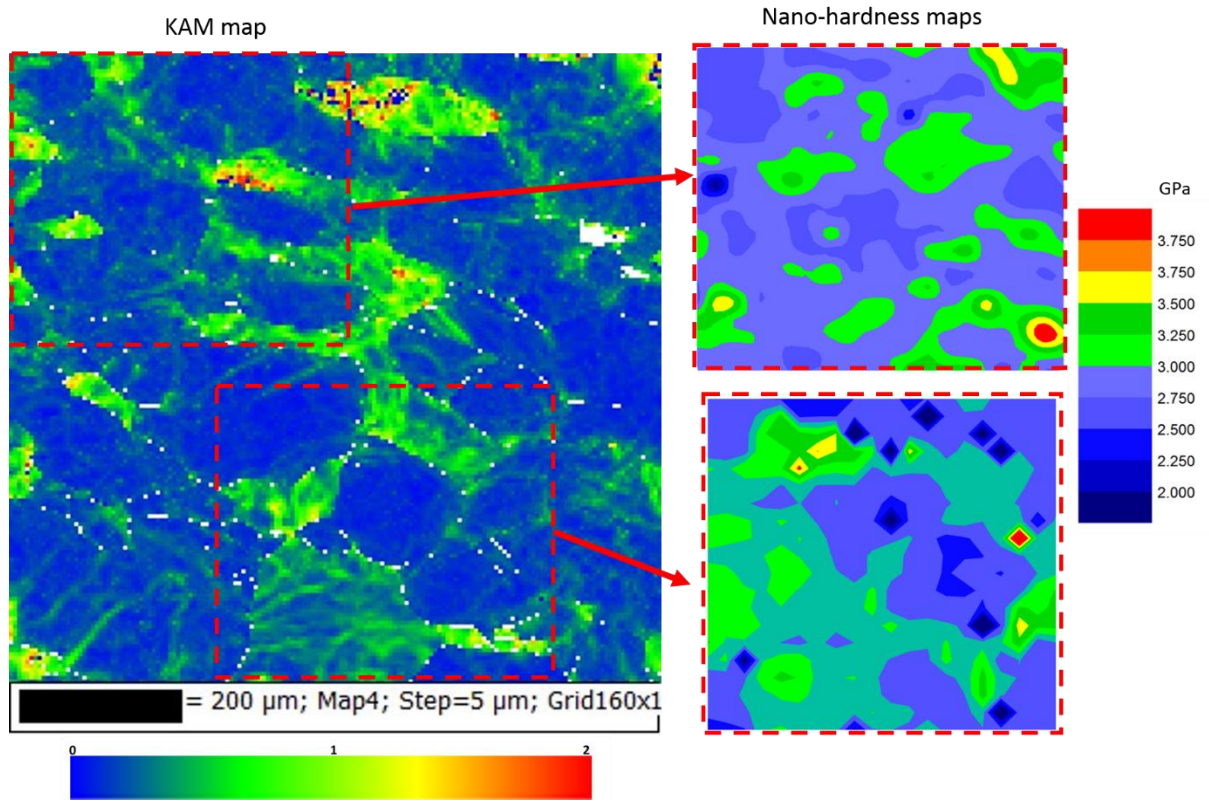 KAM map
Nano-hardness maps
GPa
3.750
3.750
3.500
3.250
3.000
2.750
2.500
2.250
2.000
= 200 µm; Map4; Step=5 µm; Grid160x1
0 1 2